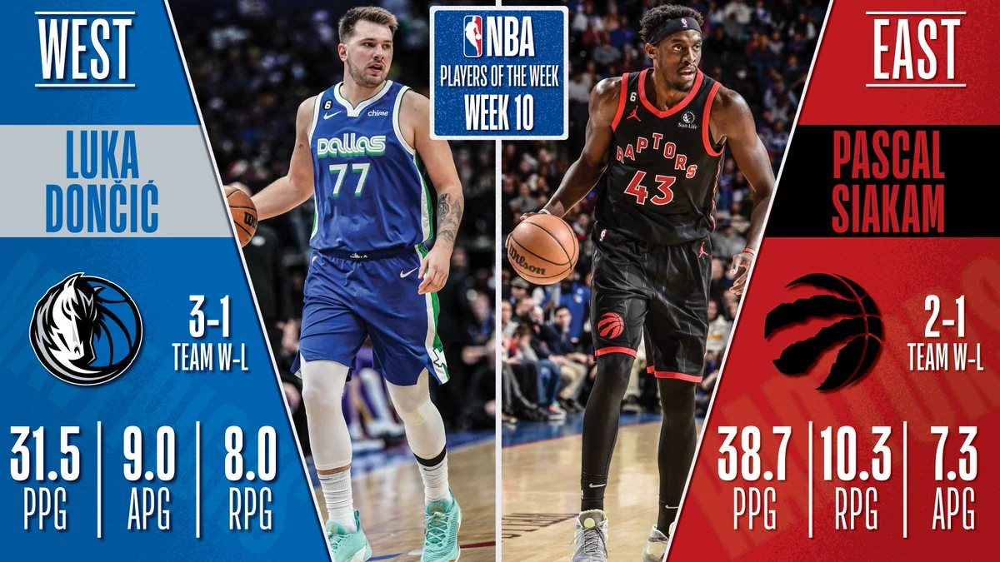 WEST
LUKA
DONČIĆ
3-1
TEAM W-L
31.5
PPG
9.0
APG
8.0
RPG
6
chime
Dallas
77
NBA
PLAYERS OF THE WEEK
WEEK 10
6
Sun Life
RAPTORS
43
Wilson
EAST
PASCAL
SIAKAM
2-1
TEAM W-L
38.7
PPG
10.3
RPG
7.3
APG